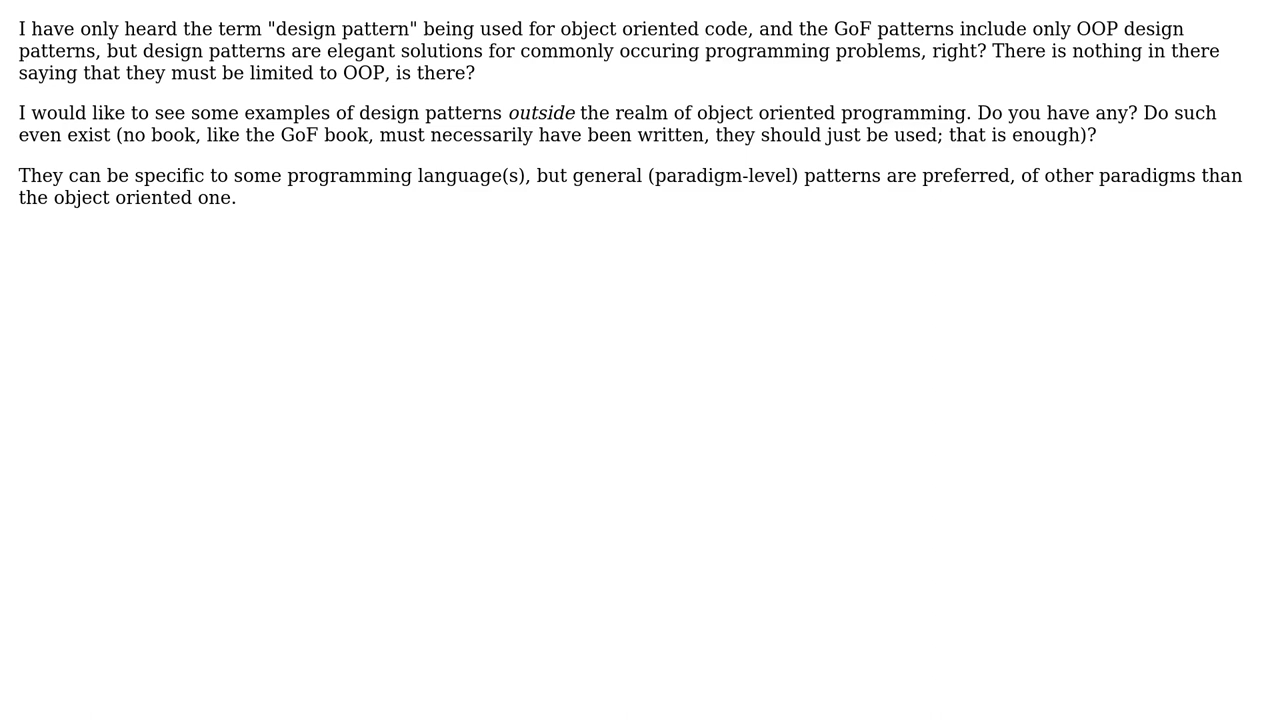 I have only heard the term "design pattern" being used for object oriented code, and the GoF patterns include only OOP design
patterns, but design patterns are elegant solutions for commonly occuring programming problems, right? There is nothing in there
saying that they must be limited to OOP, is there?
I would like to see some examples of design patterns outside the realm of object oriented programming. Do you have any? Do such
even exist (no book, like the GoF book, must necessarily have been written, they should just be used; that is enough)?
They can be specific to some programming language(s), but general (paradigm-level) patterns are preferred, of other paradigms than
the object oriented one.